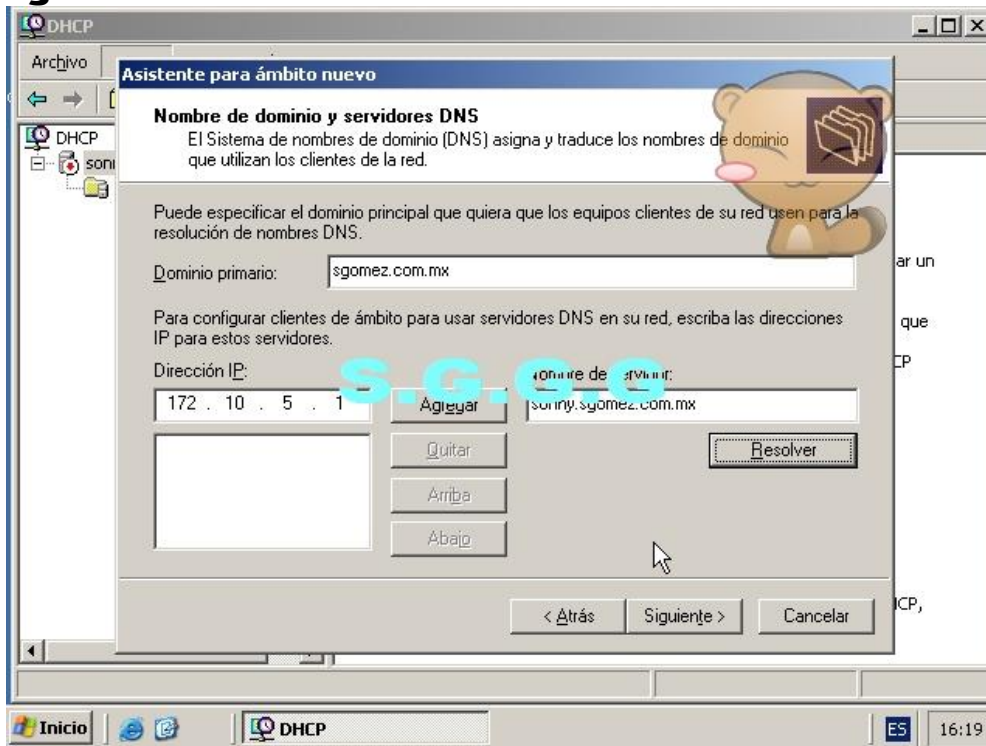 DHCP
Archivo
Asistente para ámbito nuevo
Nombre de dominio y servidores DNS
El Sistema de nombres de dominio (DNS) asigna y traduce los nombres de dominio
que utilizan los clientes de la red.
DHCP
Puede especificar el dominio principal que quiera que los equipos clientes de su red usen para la
resolución de nombres DNS.
Dominio primario: sgomez.com.mx
ar un
Para configurar clientes de ámbito para usar servidores DNS en su red, escriba las direcciones
IP para estos servidores.
que
CP
Dirección IP: Nombre de servidor:
S.G.G.G
172 . 10 . 5 . 1 Agregar sonny.sgomez.com.mx
Quitar Resolver
Arriba
Abajo
< Atrás Siguiente > Cancelar
ICP,
Inicio DHCP ES 16:19